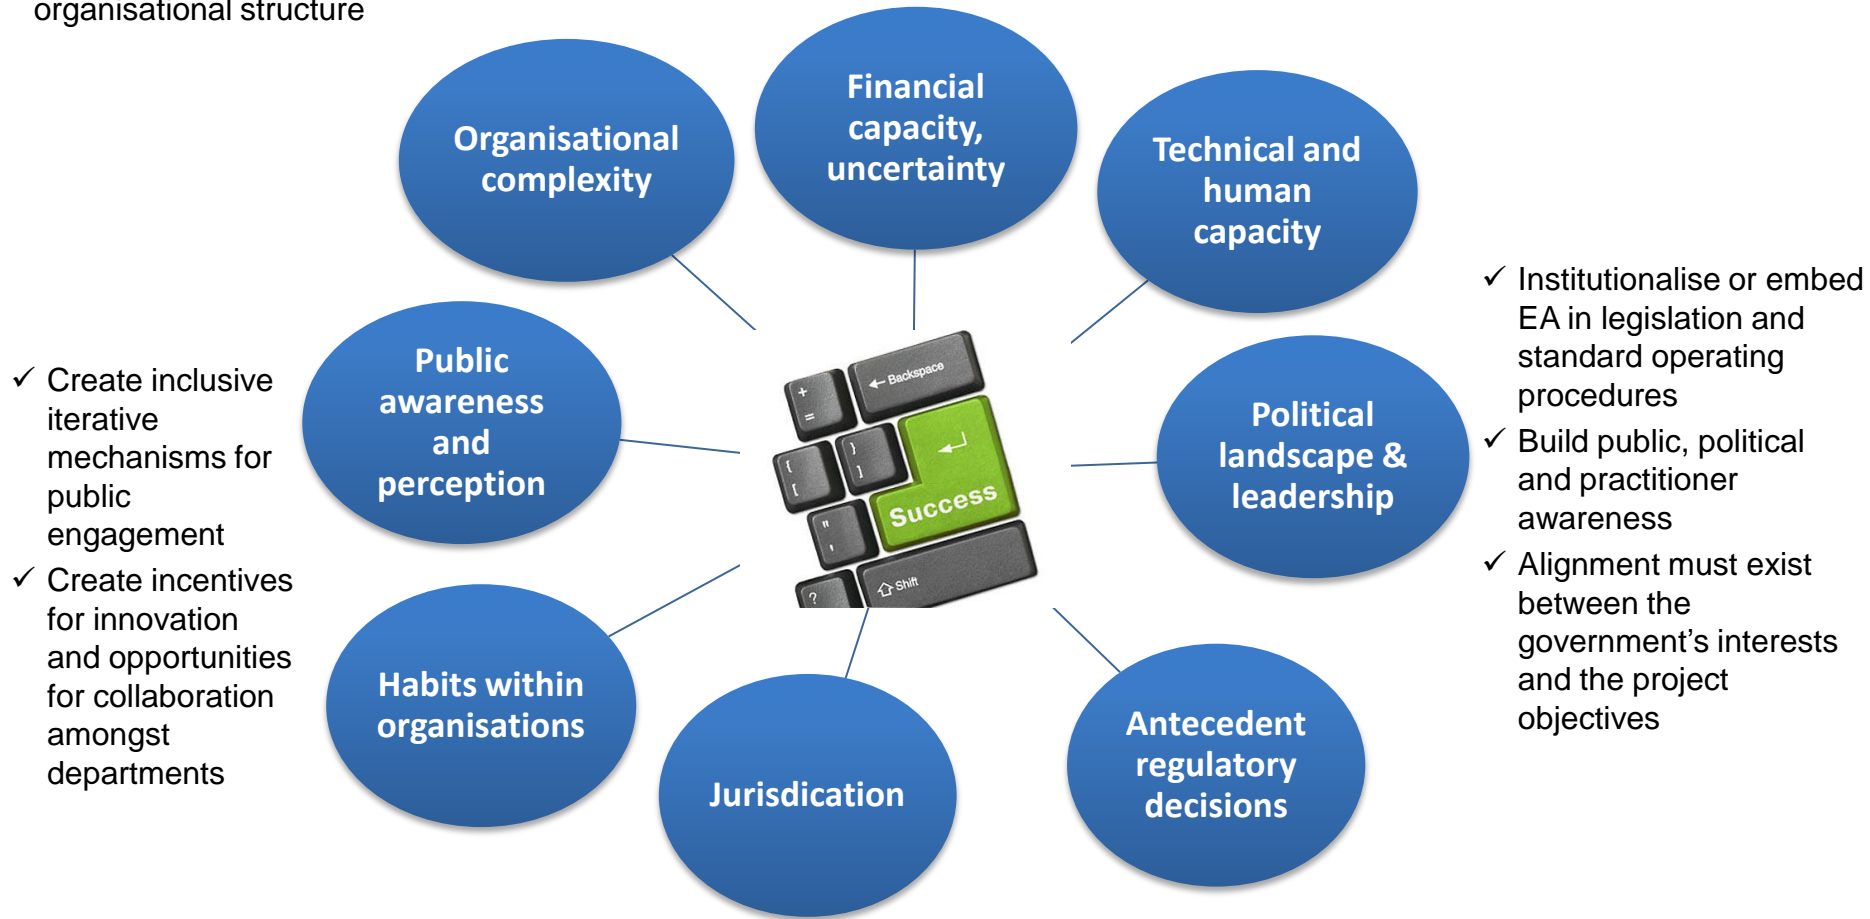 organisational structure
Financial
capacity,
uncertainty
Organisational
complexity
Technical and
human
capacity
Public
awareness
and
perception
Political
landscape &
leadership
Habits within
organisations
Jurisdication
Antecedent
regulatory
decisions
✓ Create inclusive
iterative
mechanisms for
public
engagement
✓ Create incentives
for innovation
and opportunities
for collaboration
amongst
departments
✓ Institutionalise or embed
EA in legislation and
standard operating
procedures
✓ Build public, political
and practitioner
awareness
✓ Alignment must exist
between the
government’s interests
and the project
objectives
+
=
← Backspace
{
[
}
]
Success
"
'
?
Shift